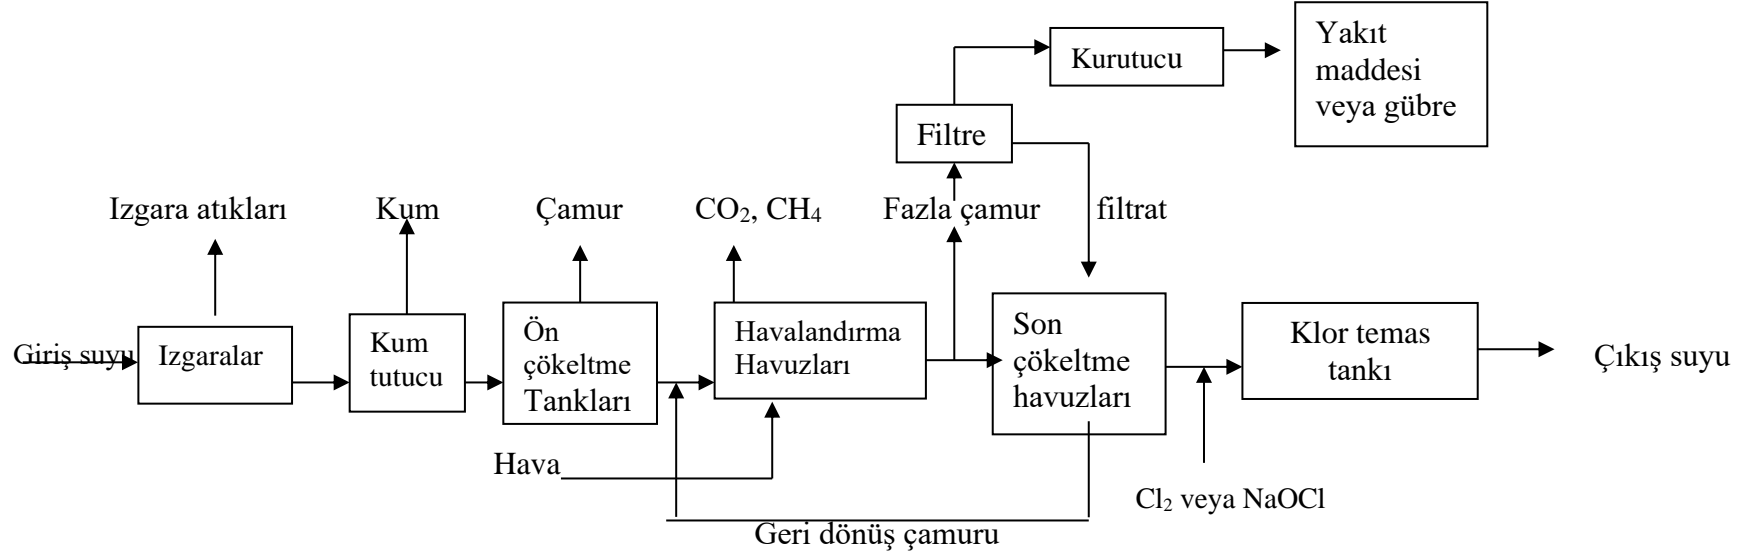 Yakıt
maddesi
veya gübre
Kurutucu
Filtre
Izgara atıkları
Kum
Çamur
CO₂, CH₄
Fazla çamur
filtrat
Giriş suyu
Izgaralar
Kum
tutucu
Ön
çökeltme
Tankları
Havalandırma
Havuzları
Son
çökeltme
havuzları
Klor temas
tankı
Çıkış suyu
Hava
Cl₂ veya NaOCl
Geri dönüş çamuru